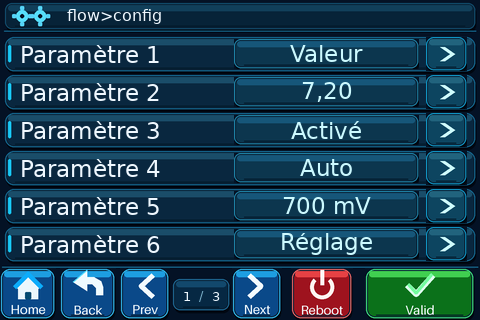 flow>config
Paramètre 1 Valeur >
Paramètre 2 7,20 >
Paramètre 3 Activé >
Paramètre 4 Auto >
Paramètre 5 700 mV >
Paramètre 6 Réglage >
Home Back Prev 1 / 3 Next Reboot Valid